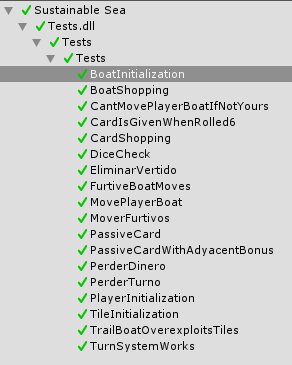 Sustainable Sea
Tests.dll
Tests
Tests
BoatInitialization
BoatShopping
CantMovePlayerBoatIfNotYours
CardIsGivenWhenRolled6
CardShopping
DiceCheck
EliminarVertido
FurtiveBoatMoves
MovePlayerBoat
MoverFurtivos
PassiveCard
PassiveCardWithAdyacentBonus
PerderDinero
PerderTurno
PlayerInitialization
TileInitialization
TrailBoatOverexploitsTiles
TurnSystemWorks